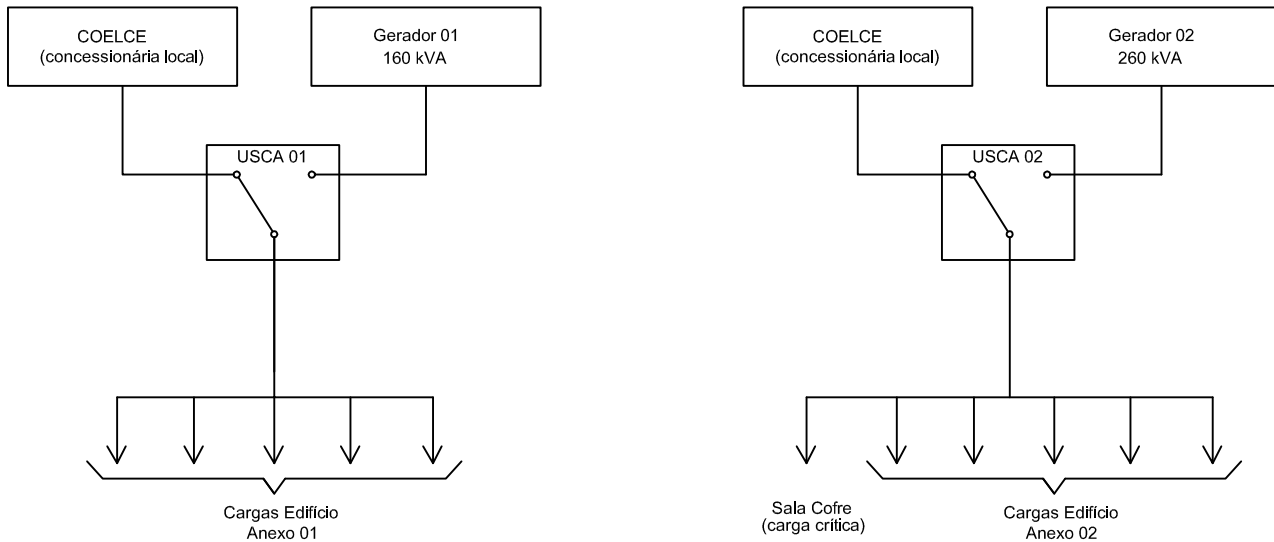 COELCE
(concessionária local)
Gerador 01
160 kVA
USCA 01
Cargas Edifício
Anexo 01
COELCE
(concessionária local)
Gerador 02
260 kVA
USCA 02
Sala Cofre
(carga crítica)
Cargas Edifício
Anexo 02